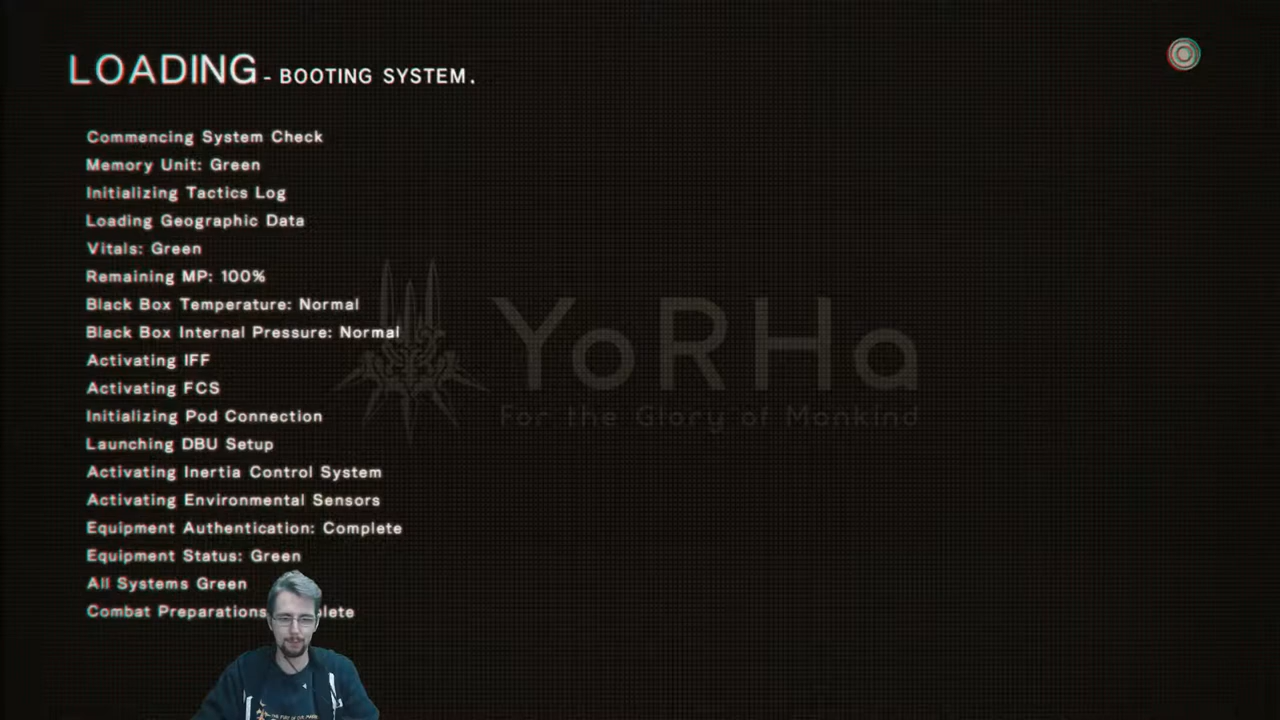 LOADING - BOOTING SYSTEM.
Commencing System Check
Memory Unit: Green
Initializing Tactics Log
Loading Geographic Data
Vitals: Green
Remaining MP: 100%
Black Box Temperature: Normal
Black Box Internal Pressure: Normal
Activating IFF
Activating FCS
Initializing Pod Connection
Launching DBU Setup
Activating Inertia Control System
Activating Environmental Sensors
Equipment Authentication: Complete
Equipment Status: Green
All Systems Green
Combat Preparations plete
YoRHa
For the Glory of Mankind